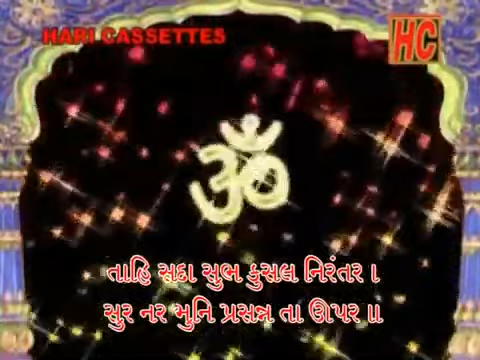 HARI CASSETTES
HC
ૐ
તાહિ સદા સુભ કુસલ નિરંતર ।
સુર નર મુનિ પ્રસન્ન તા ઊપર ॥